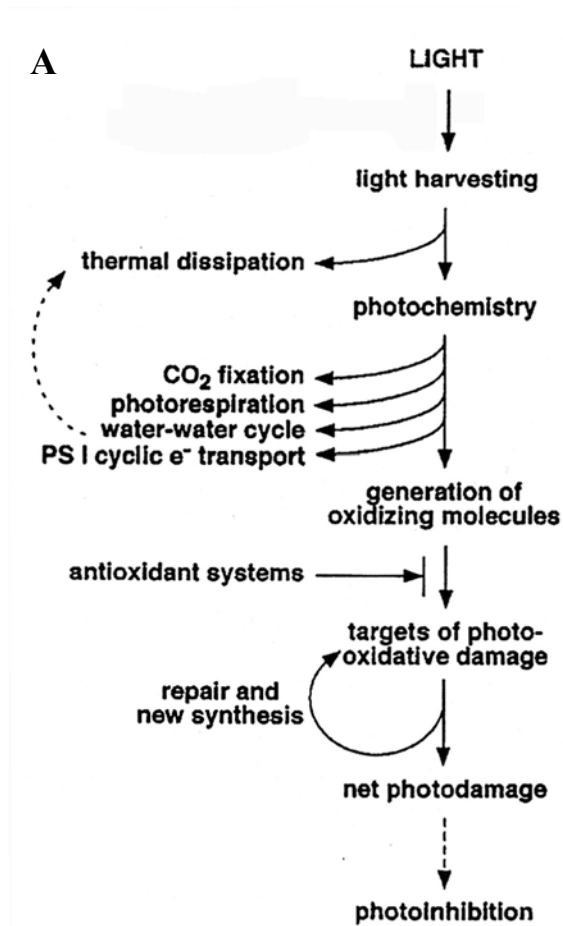 A
LIGHT
light harvesting
thermal dissipation
photochemistry
CO2 fixation
photorespiration
water-water cycle
PS I cyclic e- transport
generation of
oxidizing molecules
antioxidant systems
targets of photo-
oxidative damage
repair and
new synthesis
net photodamage
photoinhibition